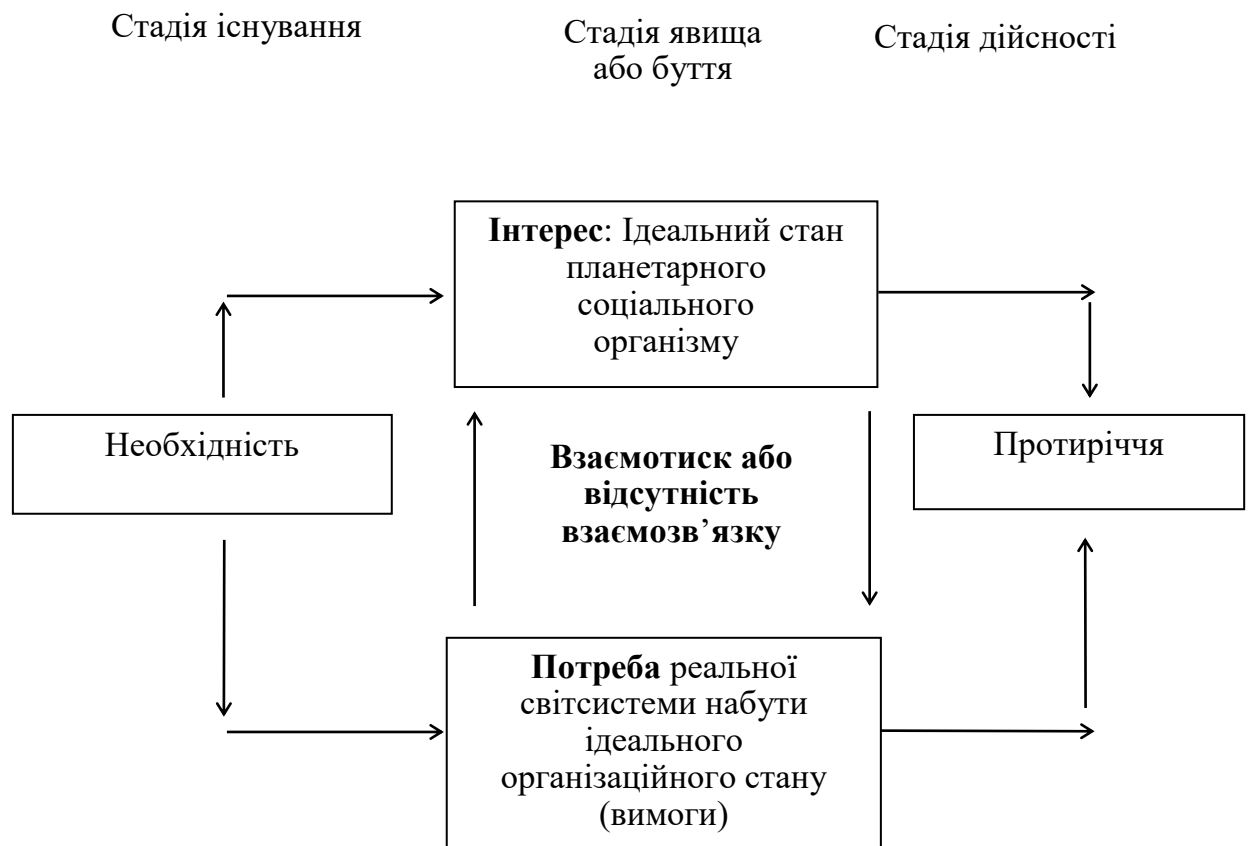 Стадія існування
Стадія явища
або буття
Стадія дійсності
Інтерес: Ідеальний стан
планетарного
соціального
організму
Необхідність
Взаємотиск або
відсутність
взаємозв’язку
Протиріччя
Потреба реальної
світсистеми набути
ідеального
організаційного стану
(вимоги)